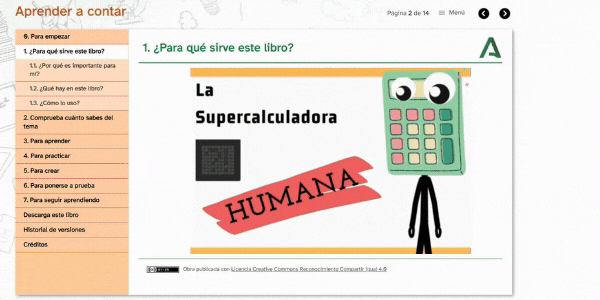 Aprender a contar
Página 2 de 14
Menú
0. Para empezar
1. ¿Para qué sirve este libro?
1.1. ¿Por qué es importante para
mí?
1.2. ¿Qué hay en este libro?
1.3. ¿Cómo lo uso?
2. Comprueba cuánto sabes del
tema
3. Para aprender
4. Para practicar
5. Para crear
6. Para ponerse a prueba
7. Para seguir aprendiendo
Descarga este libro
Historial de versiones
Créditos
1. ¿Para qué sirve este libro?
La
Supercalculadora
HUMANA
Obra publicada con Licencia Creative Commons Reconocimiento Compartir igual 4.0